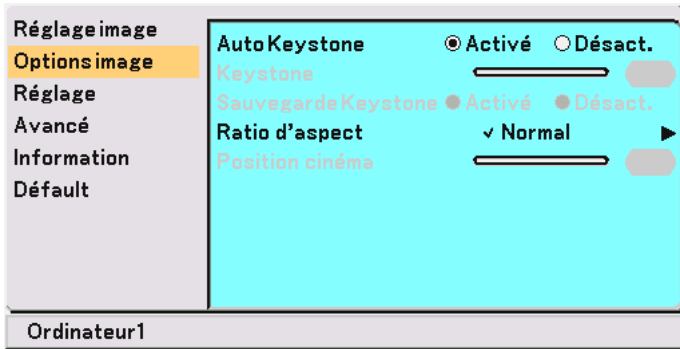 Réglage image
Options image
Réglage
Avancé
Information
Défault
Auto Keystone Activé Désact.
Keystone
Sauvegarde Keystone Activé Désact.
Ratio d'aspect ✓ Normal
Position cinéma
Ordinateur1